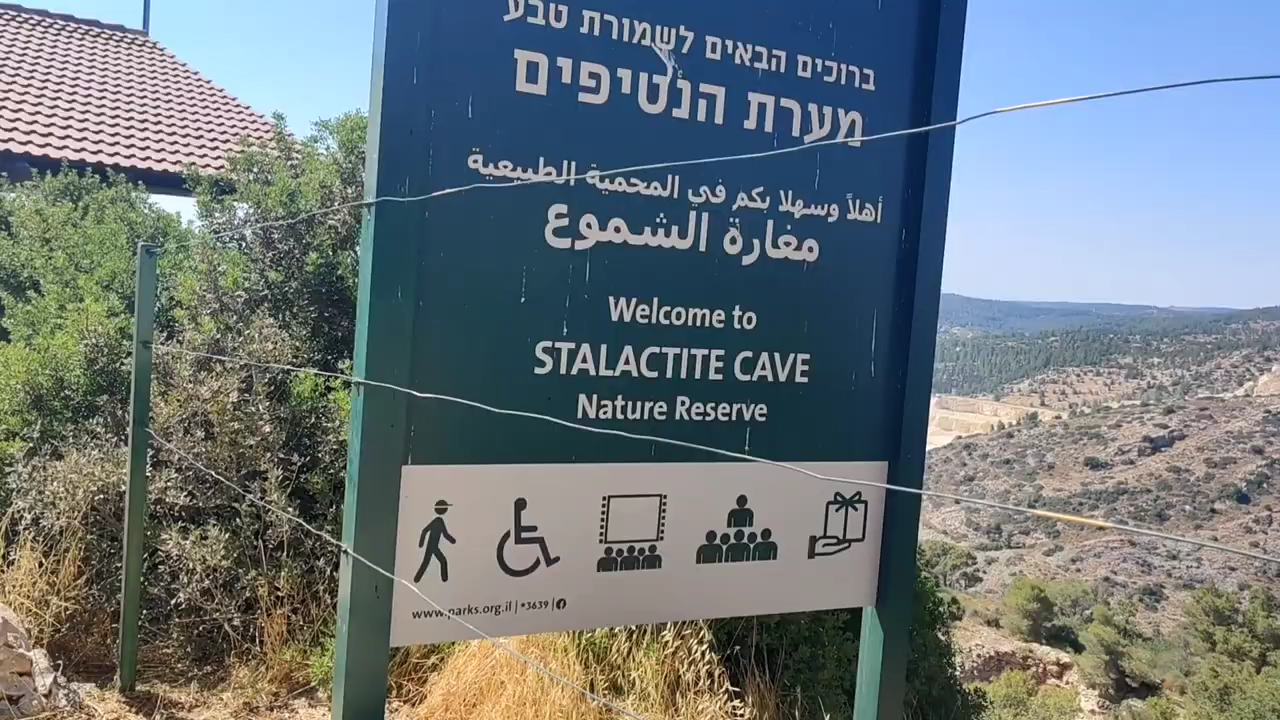 ברוכים הבאים לשמורת טבע
מערת הנטיפים
أهلاً وسهلا بكم في المحمية الطبيعية
مغارة الشموع
Welcome to
STALACTITE CAVE
Nature Reserve
www.parks.org.il | *3639 |